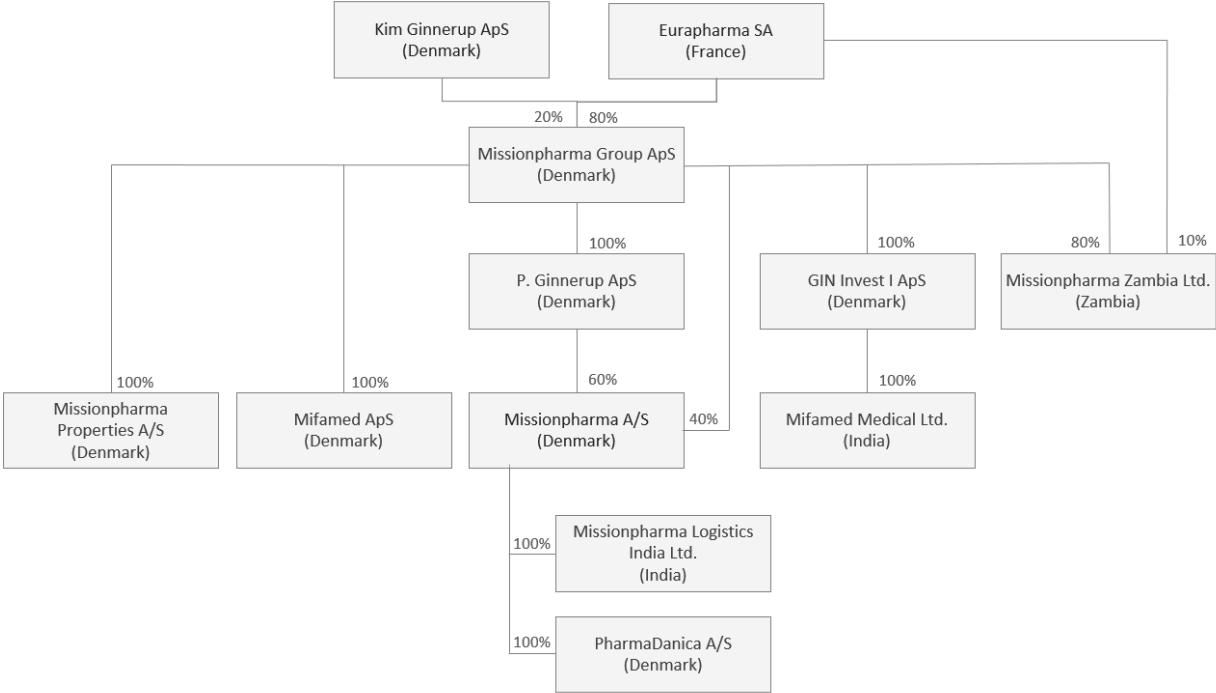 Kim Ginnerup ApS
(Denmark)
Eurapharma SA
(France)
20%
80%
Missionpharma Group ApS
(Denmark)
100%
100%
80%
10%
P. Ginnerup ApS
(Denmark)
GIN Invest I ApS
(Denmark)
Missionpharma Zambia Ltd.
(Zambia)
100%
100%
60%
100%
Missionpharma
Properties A/S
(Denmark)
Mifamed ApS
(Denmark)
Missionpharma A/S
(Denmark)
40%
Mifamed Medical Ltd.
(India)
100%
Missionpharma Logistics
India Ltd.
(India)
100%
PharmaDanica A/S
(Denmark)